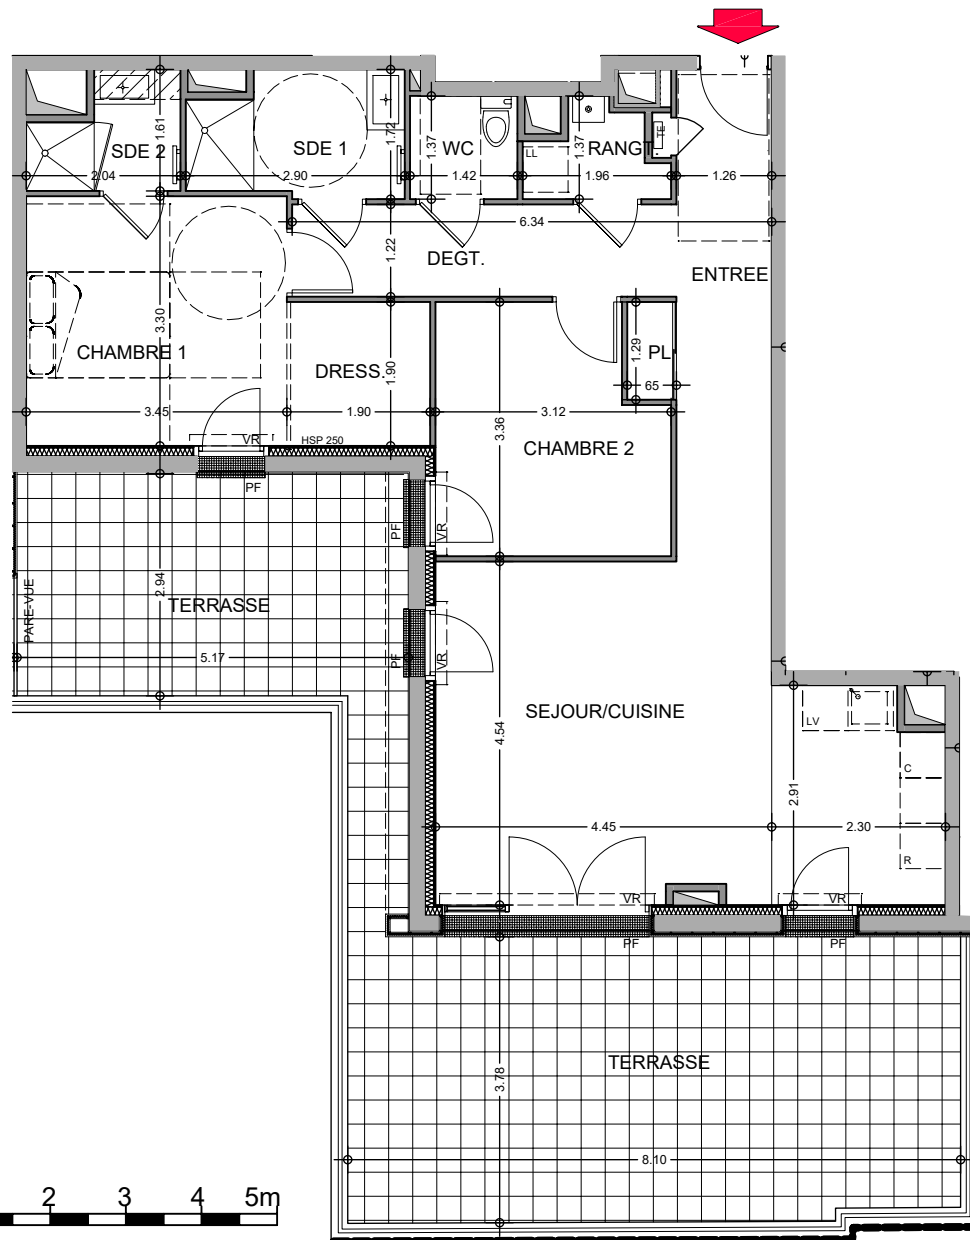 1.61
1.72
SDE 2
SDE 1
1.37
WC
1.37
RANGT.
TE
LL
2.04
2.90
1.42
1.96
1.26
6.34
DEGT.
1.22
ENTREE
3.30
CHAMBRE 1
DRESS.
1.90
1.29
PL
65
3.45
1.90
3.12
3.36
CHAMBRE 2
VR
HSP 250
PF
PF
VR
2.94
TERRASSE
PARE-VUE
5.17
PF
VR
SEJOUR/CUISINE
LV
4.54
2.91
C
4.45
2.30
R
VR
VR
PF
PF
TERRASSE
3.78
8.10
2 3 4 5m